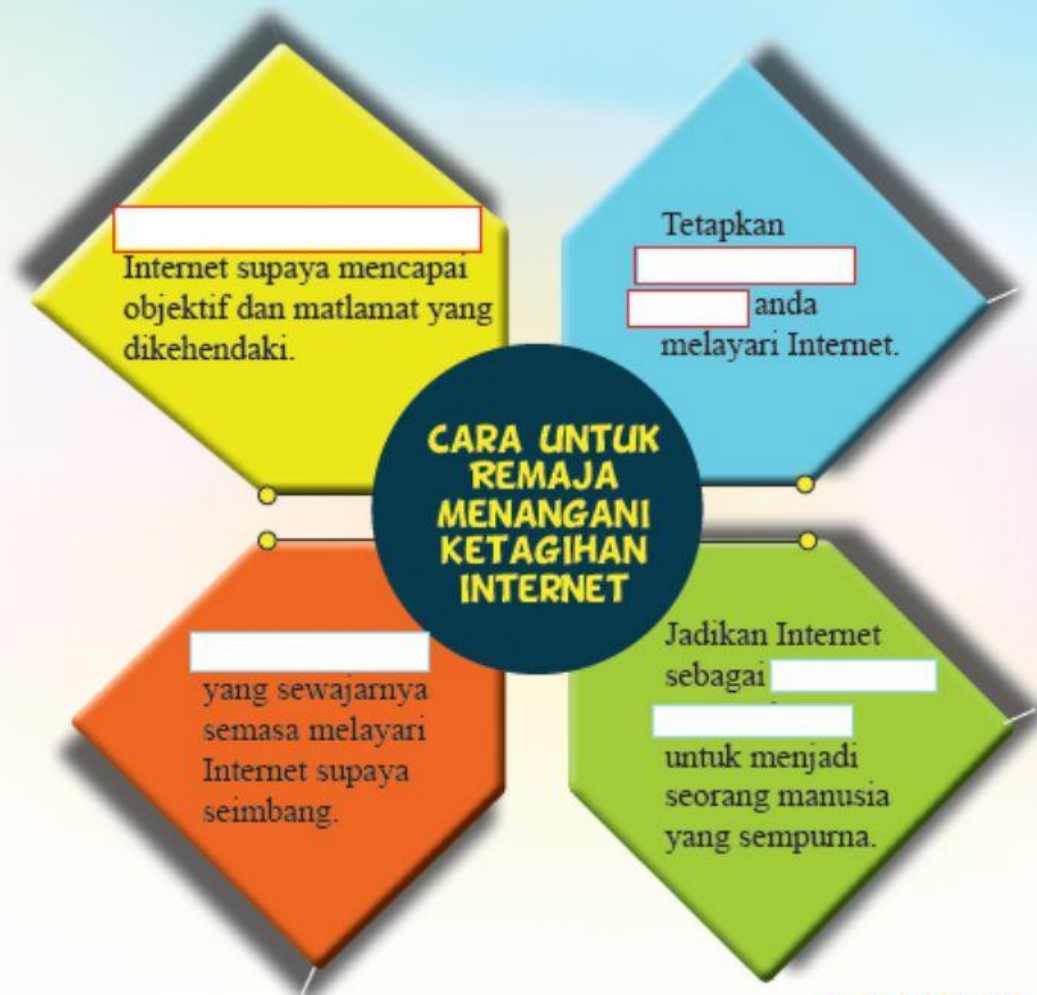 Internet supaya mencapai
objektif dan matlamat yang
dikehendaki.
Tetapkan
anda
melayari Internet.
CARA UNTUK
REMAJA
MENANGANI
KETAGIHAN
INTERNET
yang sewajarnya
semasa melayari
Internet supaya
seimbang.
Jadikan Internet
sebagai
untuk menjadi
seorang manusia
yang sempurna.